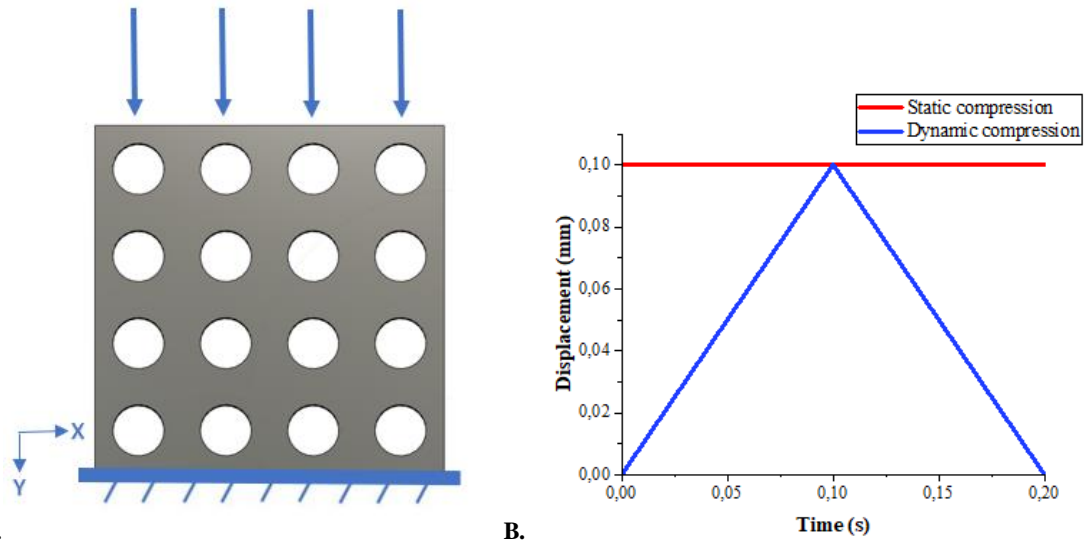 X
Y
.
B.
Static compression
Dynamic compression
Displacement (mm)
0,10
0,08
0,06
0,04
0,02
0,00
0,00 0,05 0,10 0,15 0,20
Time (s)